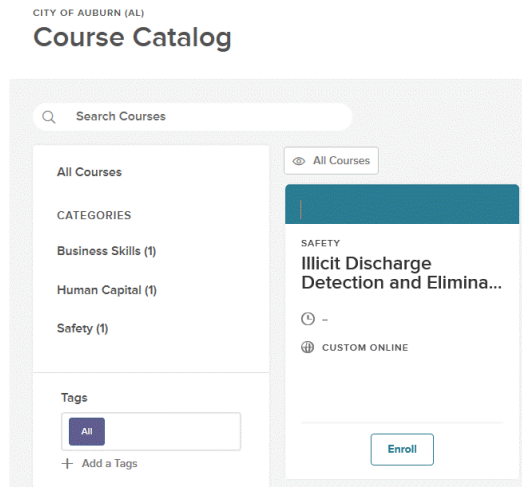 CITY OF AUBURN (AL)
Course Catalog
Search Courses
All Courses
CATEGORIES
Business Skills (1)
Human Capital (1)
Safety (1)
Tags
All
+ Add a Tags
All Courses
SAFETY
Illicit Discharge
Detection and Elimina...
–
CUSTOM ONLINE
Enroll